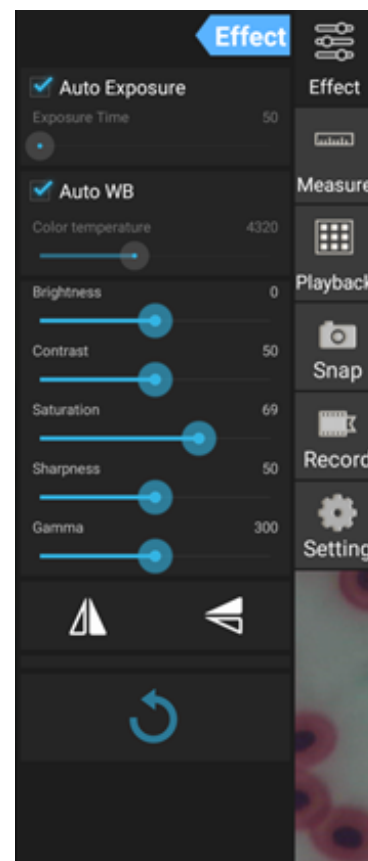 Effect
Auto Exposure
Exposure Time 50
Auto WB
Color temperature 4320
Brightness 0
Contrast 50
Saturation 69
Sharpness 50
Gamma 300
Effect
Measure
Playback
Snap
Record
Setting